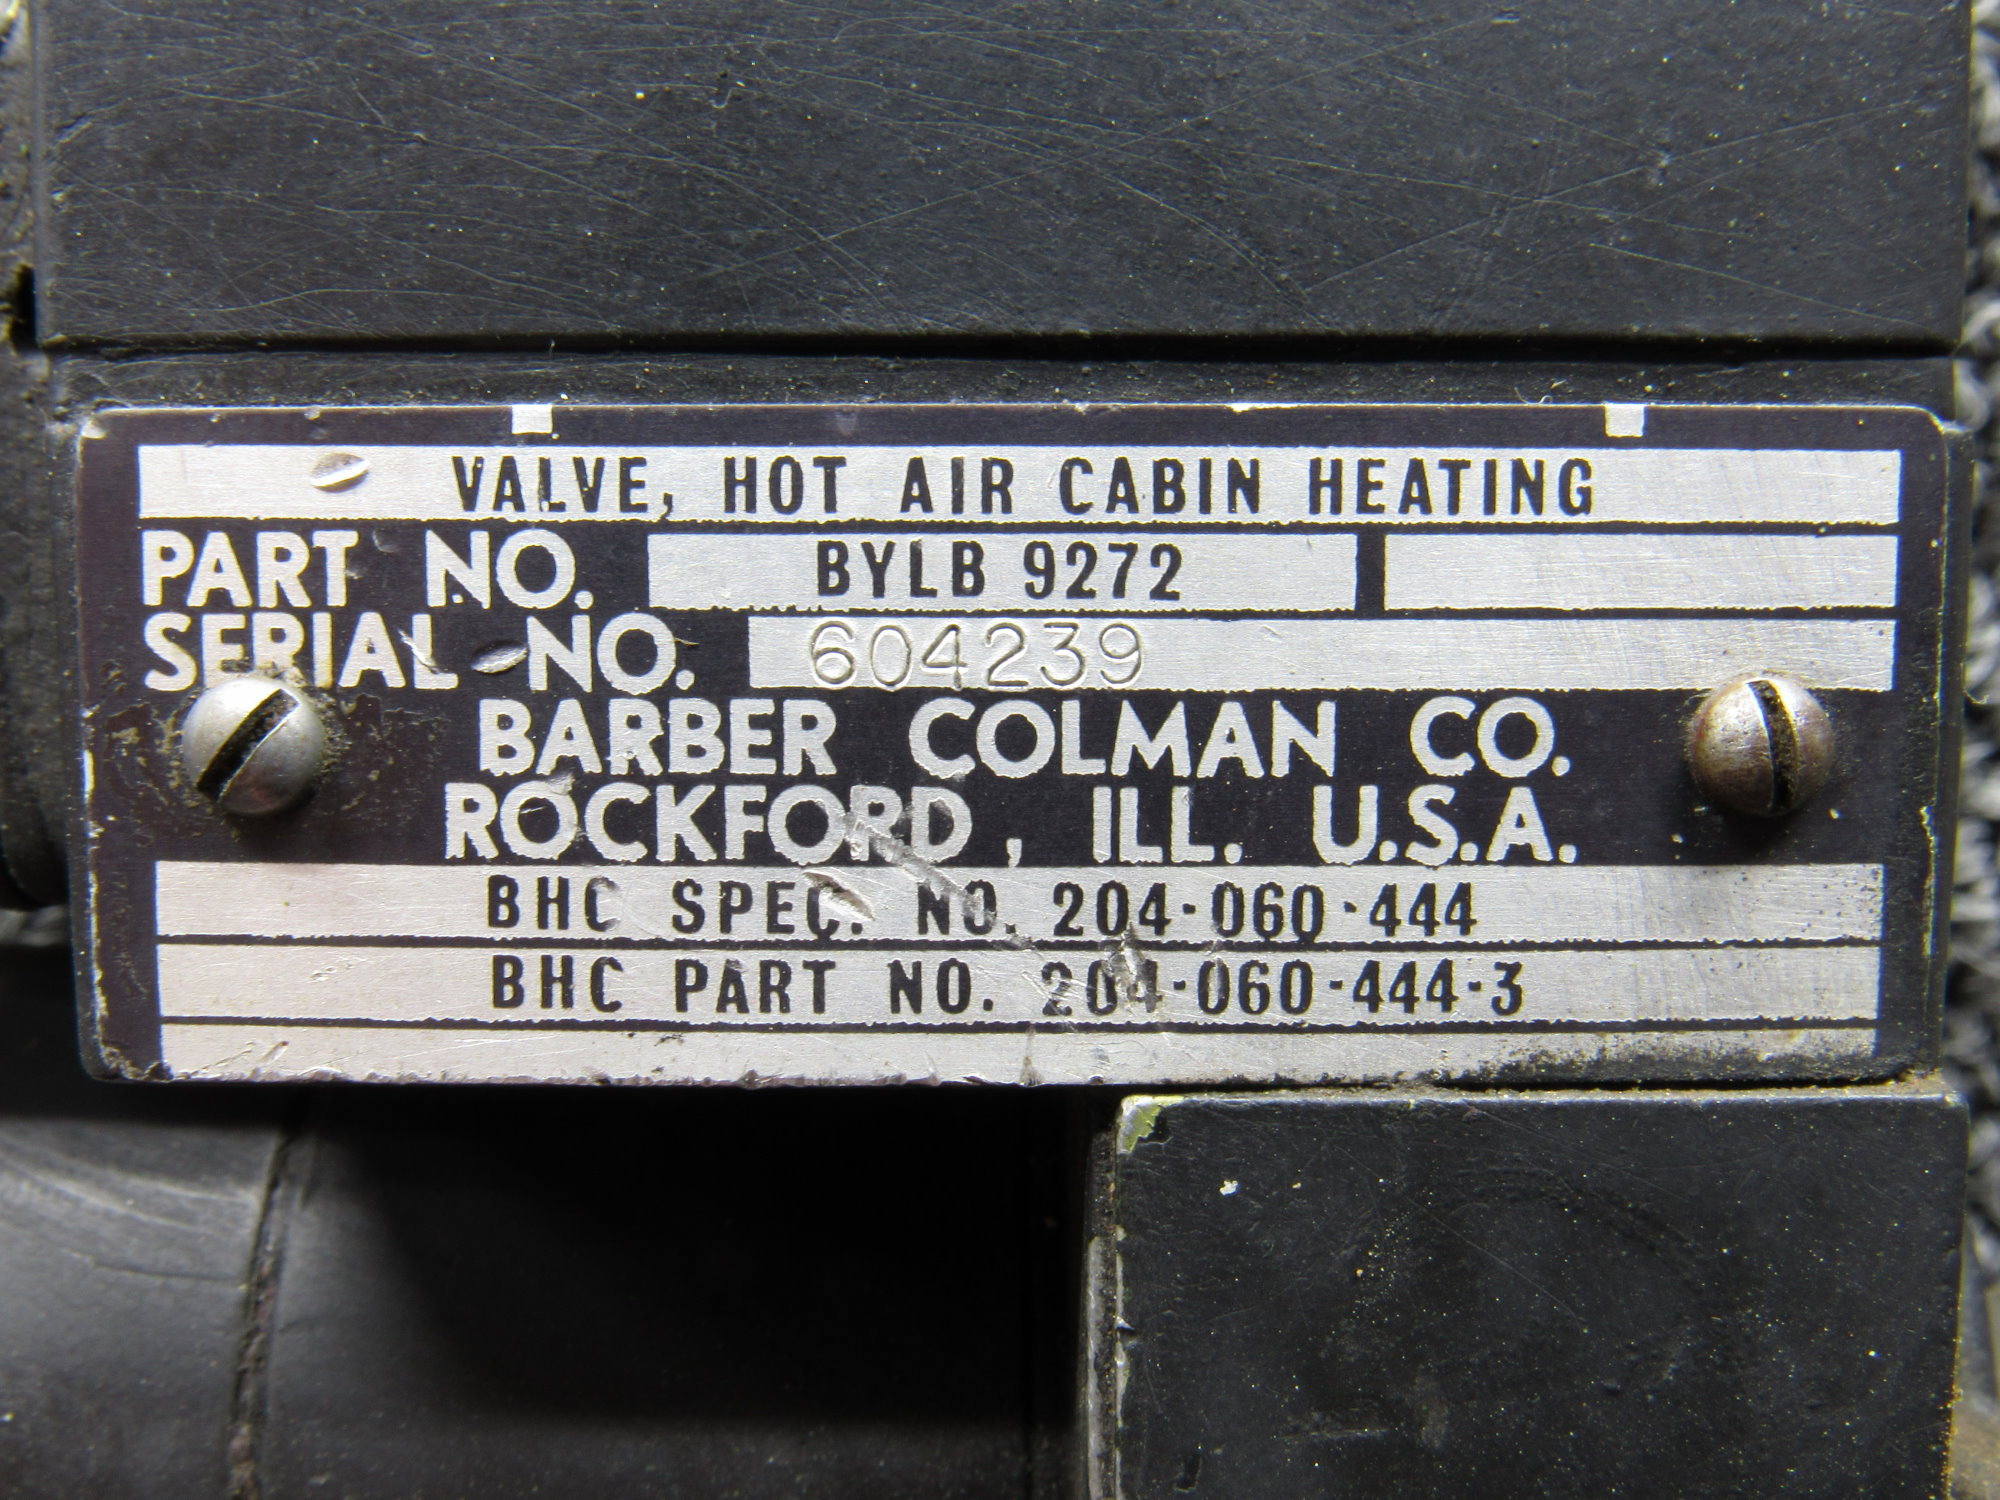 VALVE, HOT AIR CABIN HEATING
PART NO. BYLB 9272
SERIAL NO. 604239
BARBER COLMAN CO.
ROCKFORD, ILL. U.S.A.
BHC SPEC. NO. 204-060-444
BHC PART NO. 204-060-444-3